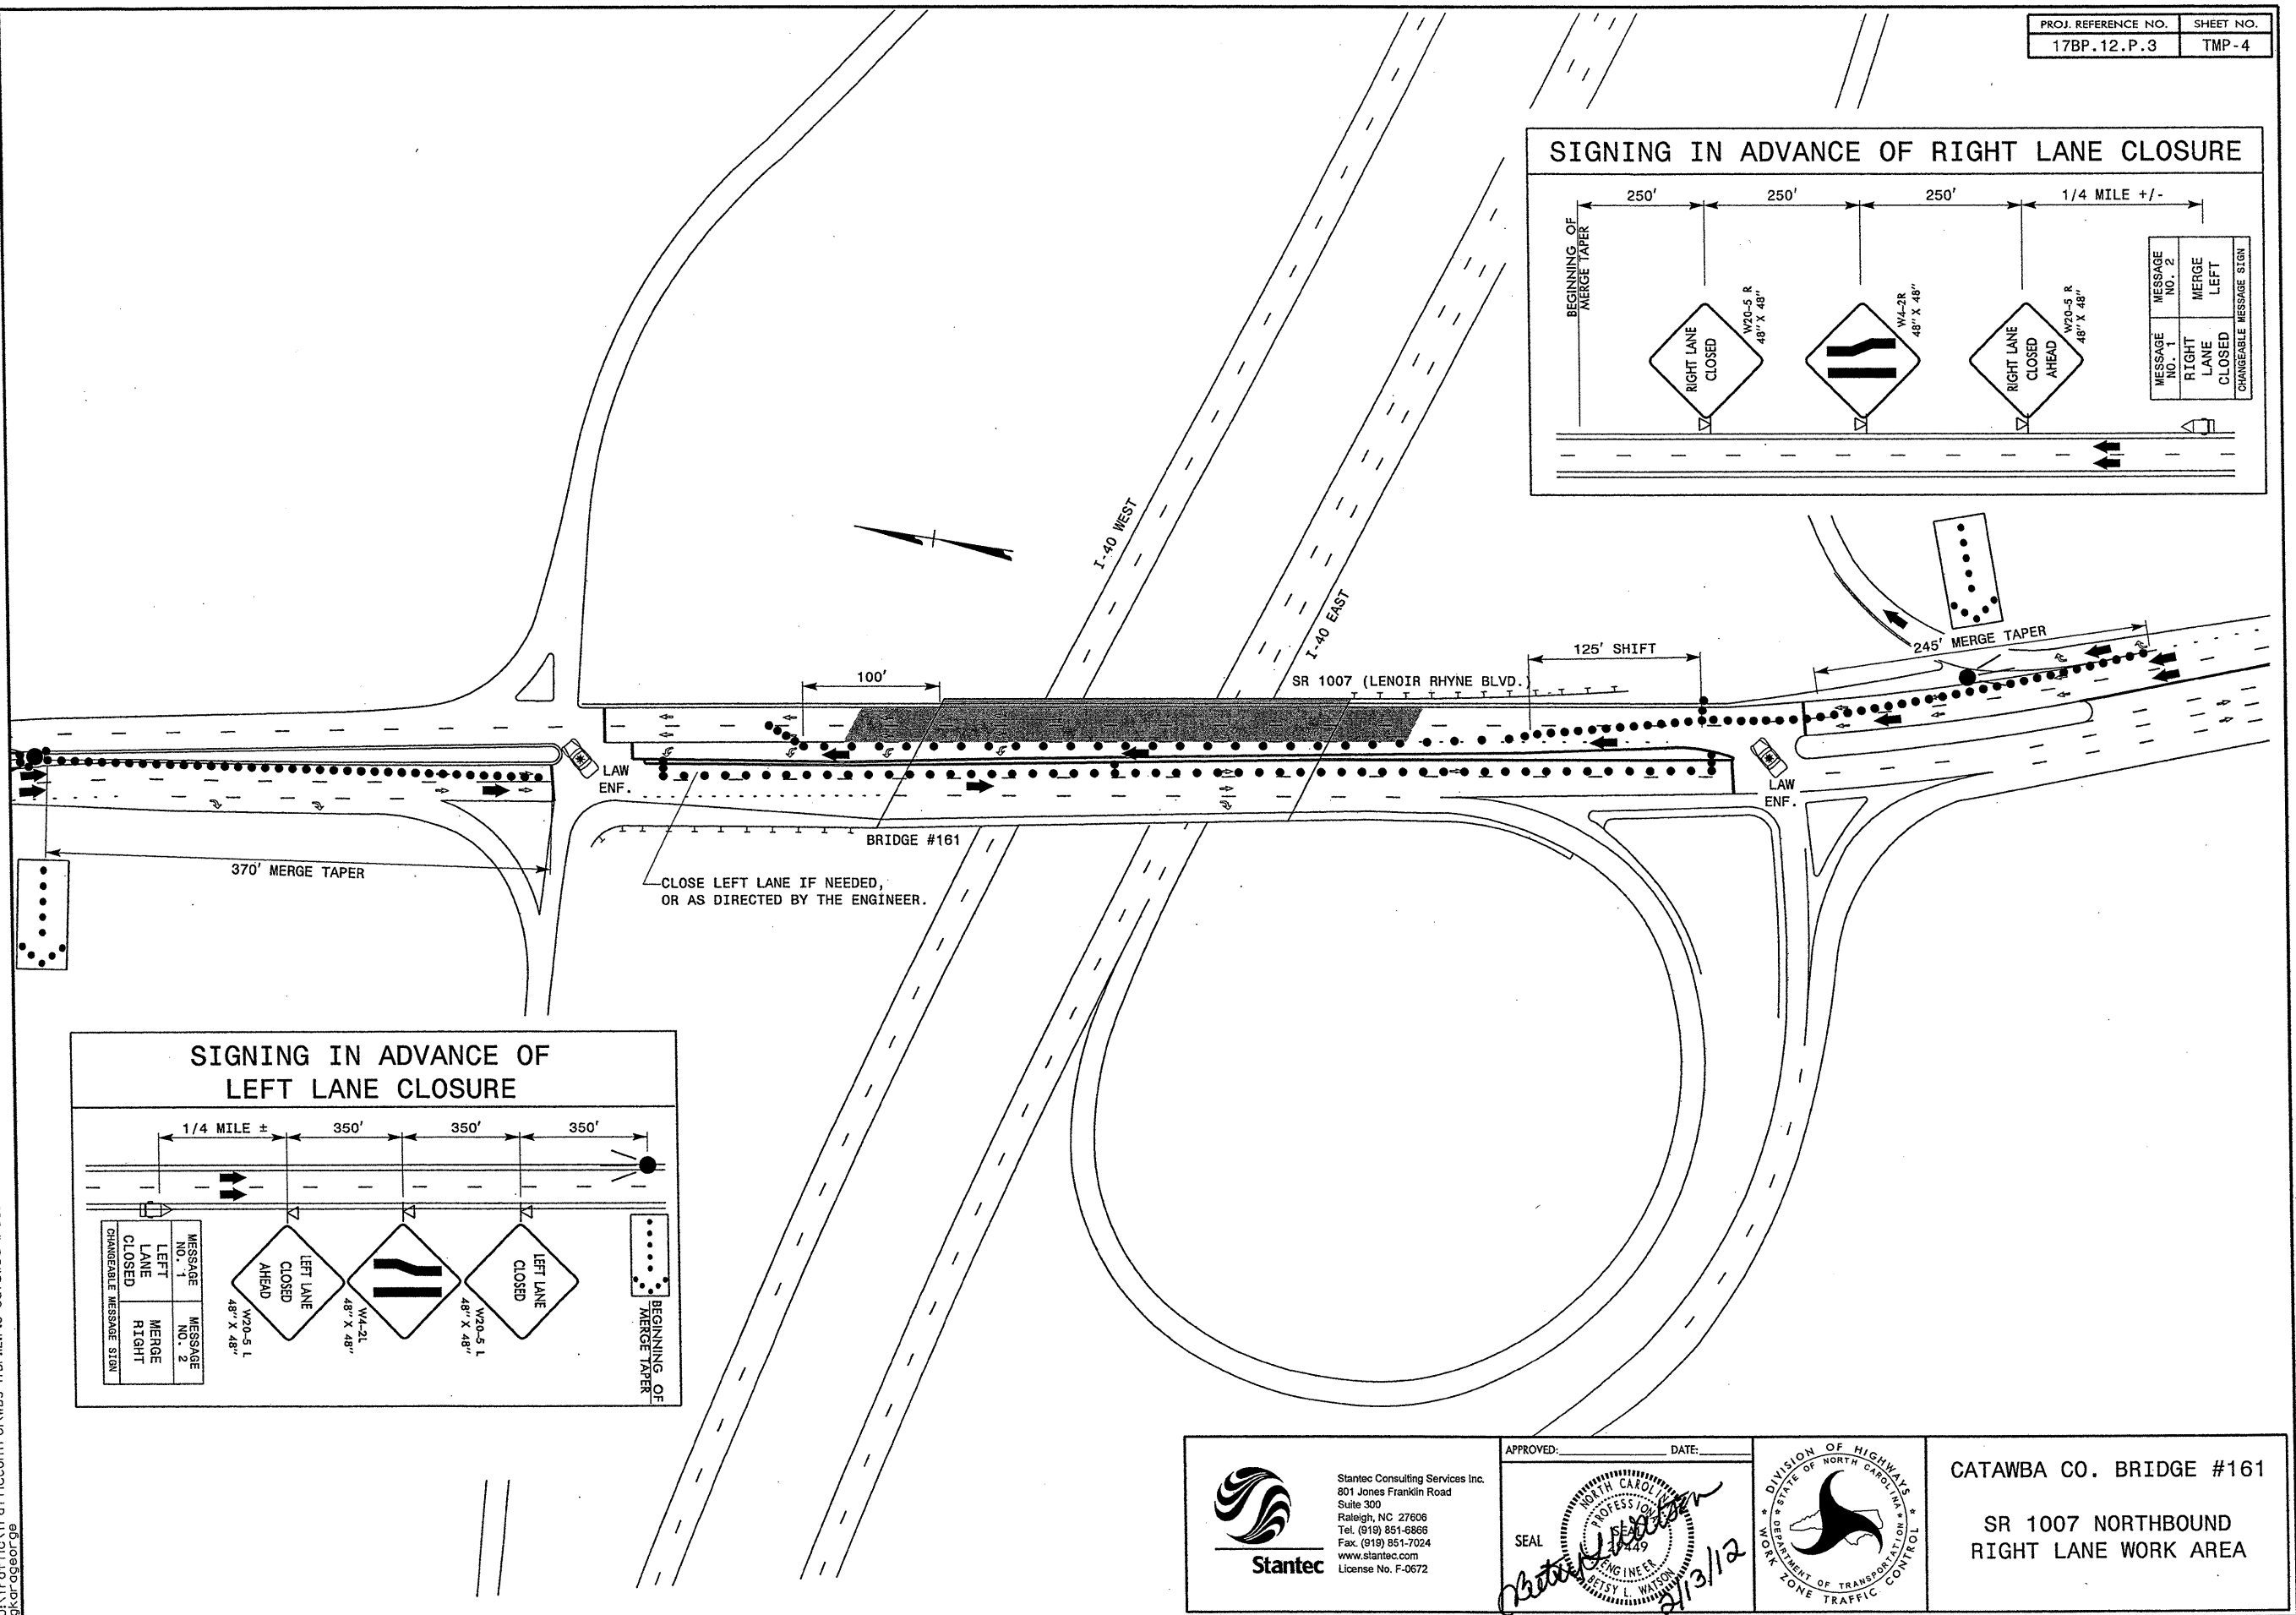 PROJ. REFERENCE NO. SHEET NO.
17BP.12.P.3 TMP-4
SIGNING IN ADVANCE OF RIGHT LANE CLOSURE
250' 250' 250' 1/4 MILE +/-
BEGINNING OF
MERGE TAPER
RIGHT LANE
CLOSED
W20-5 R
48" X 48"
W4-2R
48" X 48"
RIGHT LANE
CLOSED
AHEAD
W20-5 R
48" X 48"
MESSAGE
NO. 1
RIGHT
LANE
CLOSED
MESSAGE
NO. 2
MERGE
LEFT
CHANGEABLE MESSAGE SIGN
I-40 WEST
I-40 EAST
245' MERGE TAPER
125' SHIFT
SR 1007 (LENOIR RHYNE BLVD.)
100'
LAW
ENF.
LAW
ENF.
BRIDGE #161
370' MERGE TAPER
CLOSE LEFT LANE IF NEEDED,
OR AS DIRECTED BY THE ENGINEER.
SIGNING IN ADVANCE OF
LEFT LANE CLOSURE
1/4 MILE ± 350' 350' 350'
MESSAGE
NO. 1
LEFT
LANE
CLOSED
MESSAGE
NO. 2
MERGE
RIGHT
CHANGEABLE MESSAGE SIGN
LEFT LANE
CLOSED
AHEAD
W20-5 L
48" X 48"
W4-2L
48" X 48"
LEFT LANE
CLOSED
W20-5 L
48" X 48"
BEGINNING OF
MERGE TAPER
gkarageorge
Stantec
Stantec Consulting Services Inc.
801 Jones Franklin Road
Suite 300
Raleigh, NC 27606
Tel. (919) 851-6866
Fax. (919) 851-7024
www.stantec.com
License No. F-0672
APPROVED: DATE:
SEAL
NORTH CAROLINA
PROFESSIONAL
SEAL
ENGINEER
BETSY L. WATSON
Betsy L. Watson
2/13/12
DIVISION OF HIGHWAYS
STATE OF NORTH CAROLINA
DEPARTMENT OF TRANSPORTATION
WORK ZONE TRAFFIC CONTROL
CATAWBA CO. BRIDGE #161
SR 1007 NORTHBOUND
RIGHT LANE WORK AREA